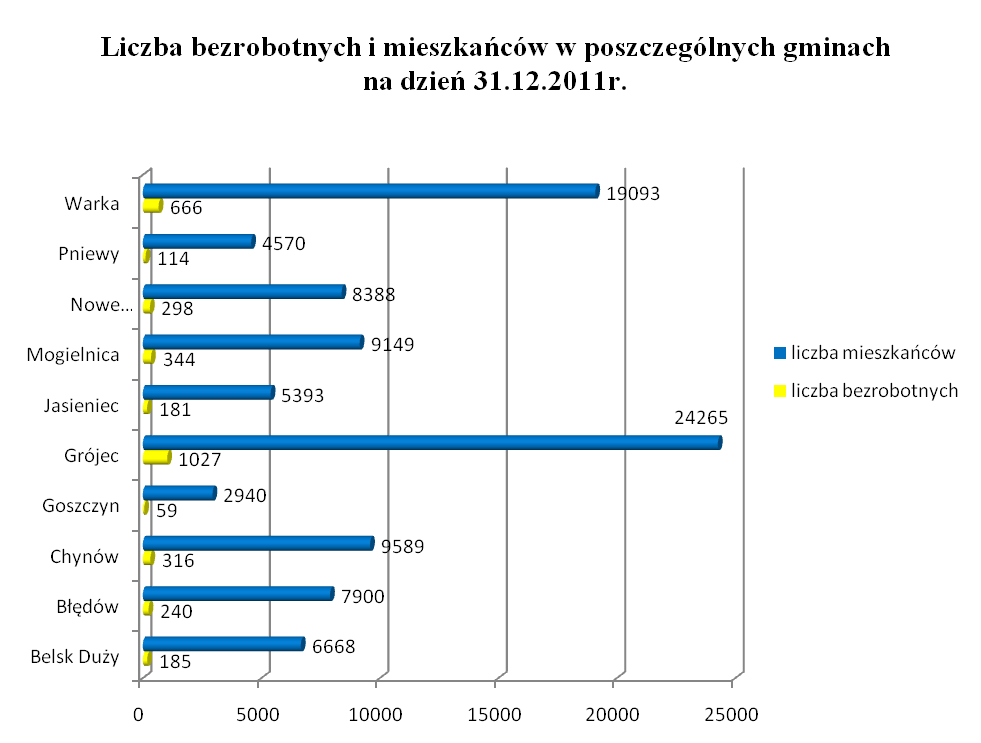 Liczba bezrobotnych i mieszkańców w poszczególnych gminach
na dzień 31.12.2011r.
Warka
19093
666
Pniewy
4570
114
Nowe...
8388
298
Mogielnica
9149
344
liczba mieszkańców
Jasieniec
5393
181
liczba bezrobotnych
Grójec
24265
1027
Goszczyn
2940
59
Chynów
9589
316
Błędów
7900
240
Belsk Duży
6668
185
0 5000 10000 15000 20000 25000